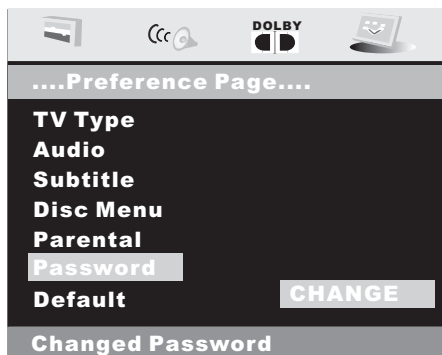 DOLBY
....Preference Page....
TV Type
Audio
Subtitle
Disc Menu
Parental
Password
Default
CHANGE
Changed Password